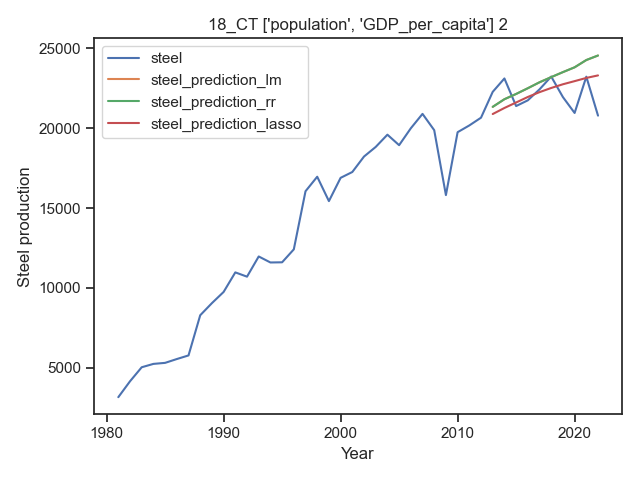 18_CT ['population', 'GDP_per_capita'] 2
steel
steel_prediction_lm
steel_prediction_rr
steel_prediction_lasso
25000
20000
15000
10000
5000
Steel production
1980
1990
2000
2010
2020
Year